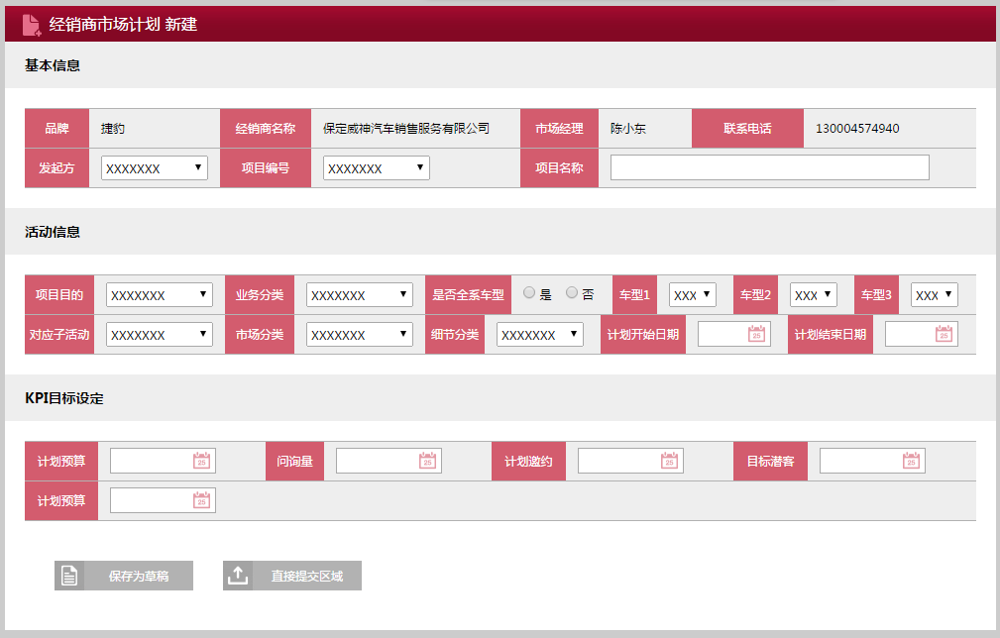 经销商市场计划 新建
基本信息
品牌 捷豹 经销商名称 保定威神汽车销售服务有限公司 市场经理 陈小东 联系电话 130004574940
发起方 XXXXXXX 项目编号 XXXXXXX 项目名称
活动信息
项目目的 XXXXXXX 业务分类 XXXXXXX 是否全系车型 是 否 车型1 XXX 车型2 XXX 车型3 XXX
对应子活动 XXXXXXX 市场分类 XXXXXXX 细节分类 XXXXXXX 计划开始日期 25 计划结束日期 25
KPI目标设定
计划预算 25 问询量 25 计划邀约 25 目标潜客 25
计划预算 25
保存为草稿 直接提交区域